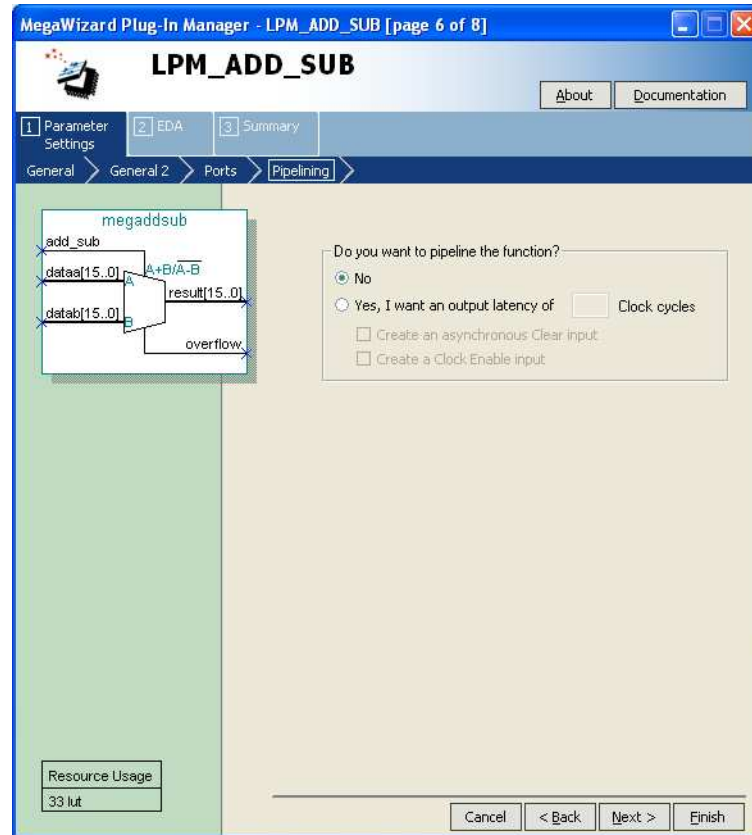 MegaWizard Plug-In Manager - LPM_ADD_SUB [page 6 of 8]
LPM_ADD_SUB
About
Documentation
1 Parameter Settings
2 EDA
3 Summary
General
General 2
Ports
Pipelining
megaddsub
add_sub
A+B/A-B
dataa[15..0]
A
result[15..0]
datab[15..0]
B
overflow
Do you want to pipeline the function?
No
Yes, I want an output latency of
Clock cycles
Create an asynchronous Clear input
Create a Clock Enable input
Resource Usage
33 lut
Cancel
< Back
Next >
Finish